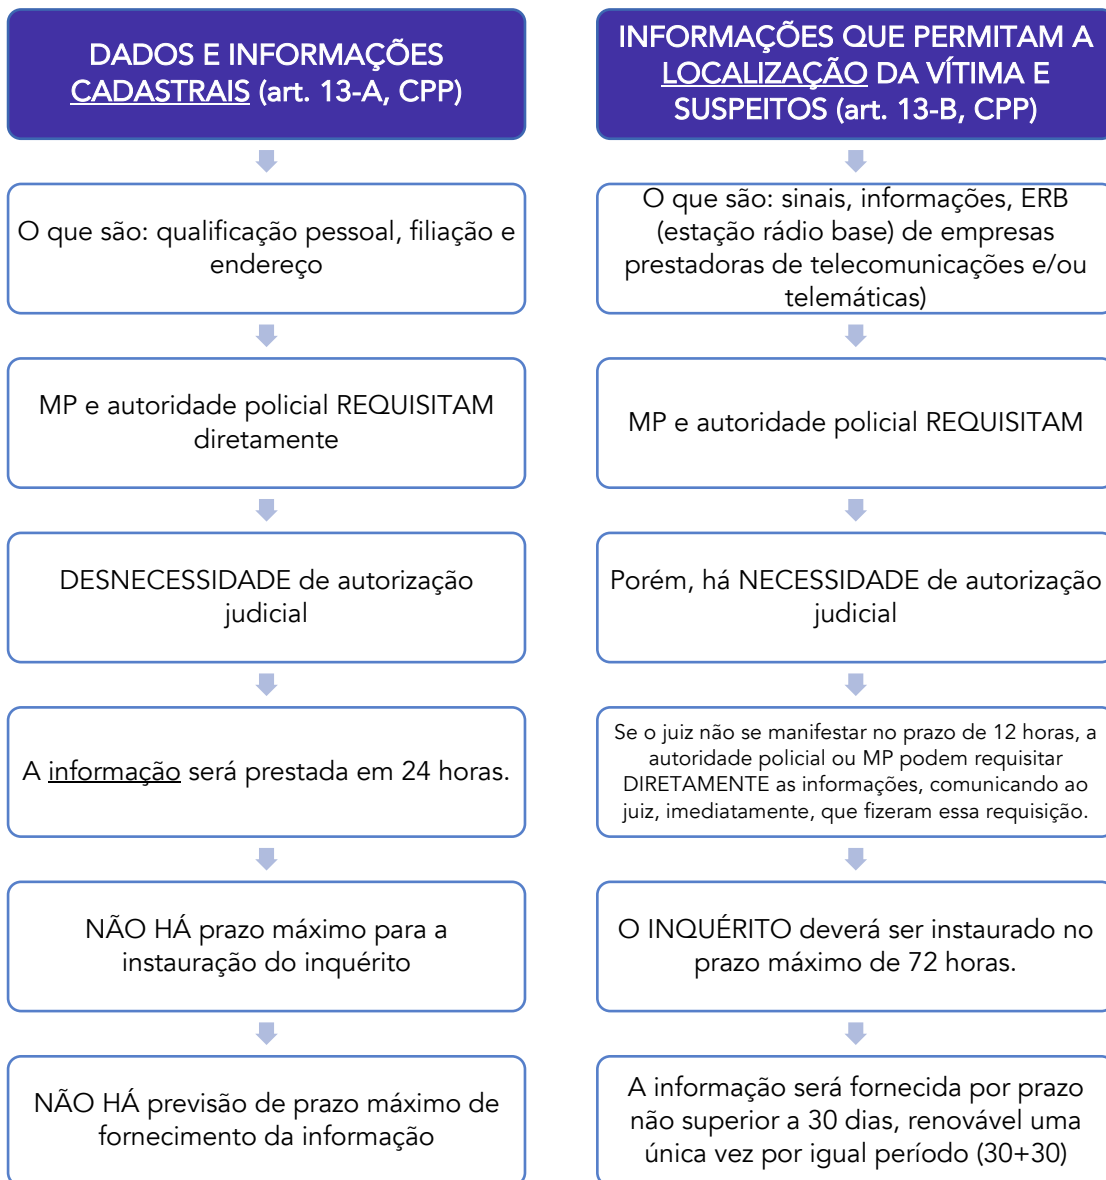 DADOS E INFORMAÇÕES
CADASTRAIS (art. 13-A, CPP)
O que são: qualificação pessoal, filiação e
endereço
MP e autoridade policial REQUISITAM
diretamente
DESNECESSIDADE de autorização
judicial
A informação será prestada em 24 horas.
NÃO HÁ prazo máximo para a
instauração do inquérito
NÃO HÁ previsão de prazo máximo de
fornecimento da informação
INFORMAÇÕES QUE PERMITAM A
LOCALIZAÇÃO DA VÍTIMA E
SUSPEITOS (art. 13-B, CPP)
O que são: sinais, informações, ERB
(estação rádio base) de empresas
prestadoras de telecomunicações e/ou
telemáticas)
MP e autoridade policial REQUISITAM
Porém, há NECESSIDADE de autorização
judicial
Se o juiz não se manifestar no prazo de 12 horas, a
autoridade policial ou MP podem requisitar
DIRETAMENTE as informações, comunicando ao
juiz, imediatamente, que fizeram essa requisição.
O INQUÉRITO deverá ser instaurado no
prazo máximo de 72 horas.
A informação será fornecida por prazo
não superior a 30 dias, renovável uma
única vez por igual período (30+30)